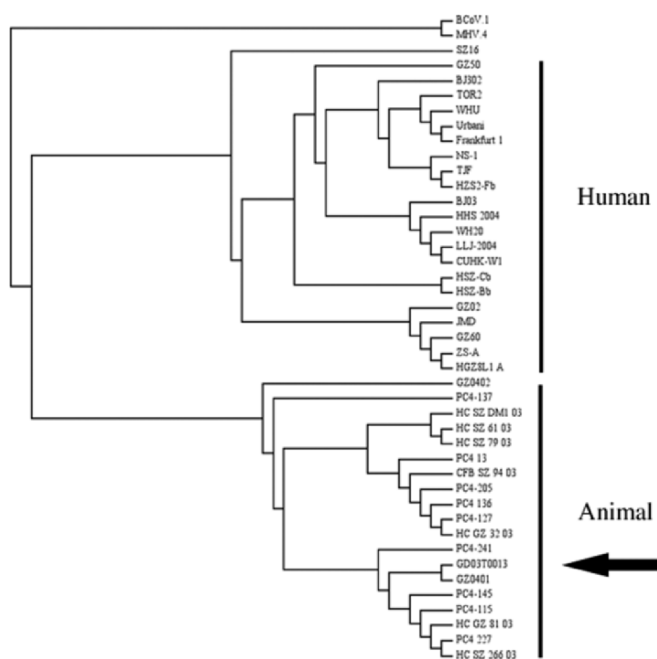 BCoV.1
MHV.4
SZ16
GZ50
BJ302
TOR2
WHU
Urbani
Frankfurt 1
NS-1
TJF
HZS2-Fb
BJ03
HHS 2004
WH20
LLJ-2004
CUHK-W1
HSZ-Cb
HSZ-Bb
GZ02
JMD
GZ60
ZS-A
HGZ8L1 A
Human
GZ0402
PC4-137
HC SZ DM1 03
HC SZ 61 03
HC SZ 79 03
PC4 13
CFB SZ 94 03
PC4-205
PC4 136
PC4-127
HC GZ 32 03
PC4-241
GD03T0013
GZ0401
PC4-145
PC4-115
HC GZ 81 03
PC4 227
HC SZ 266 03
Animal